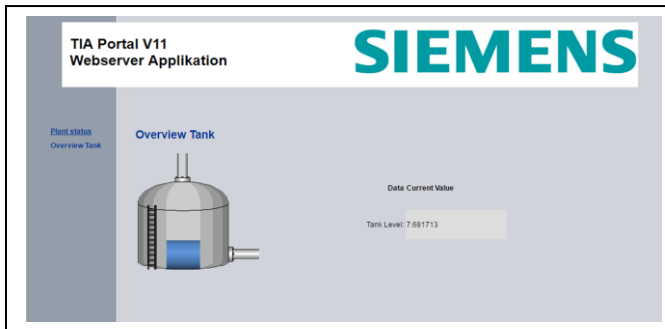 TIA Portal V11
Webserver Applikation
SIEMENS
Plant status
Overview Tank
Overview Tank
Data Current Value
Tank Level: 7.681713